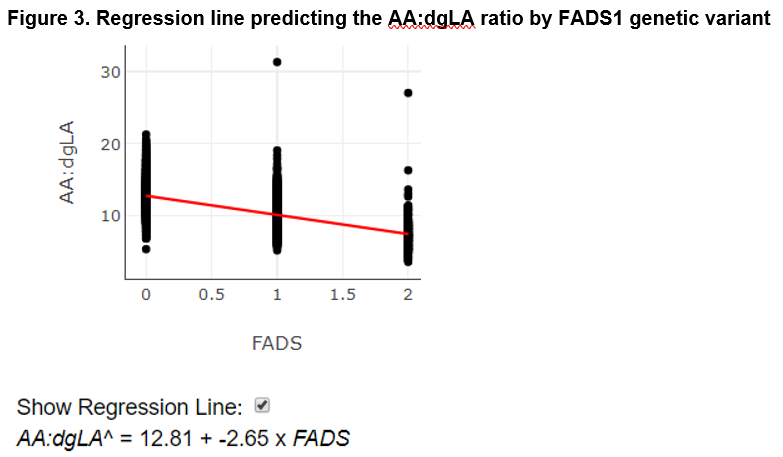 Figure 3. Regression line predicting the AA:dgLA ratio by FADS1 genetic variant
30
20
10
AA:dgLA
0 0.5 1 1.5 2
FADS
Show Regression Line:
AA:dgLA^ = 12.81 + -2.65 x FADS